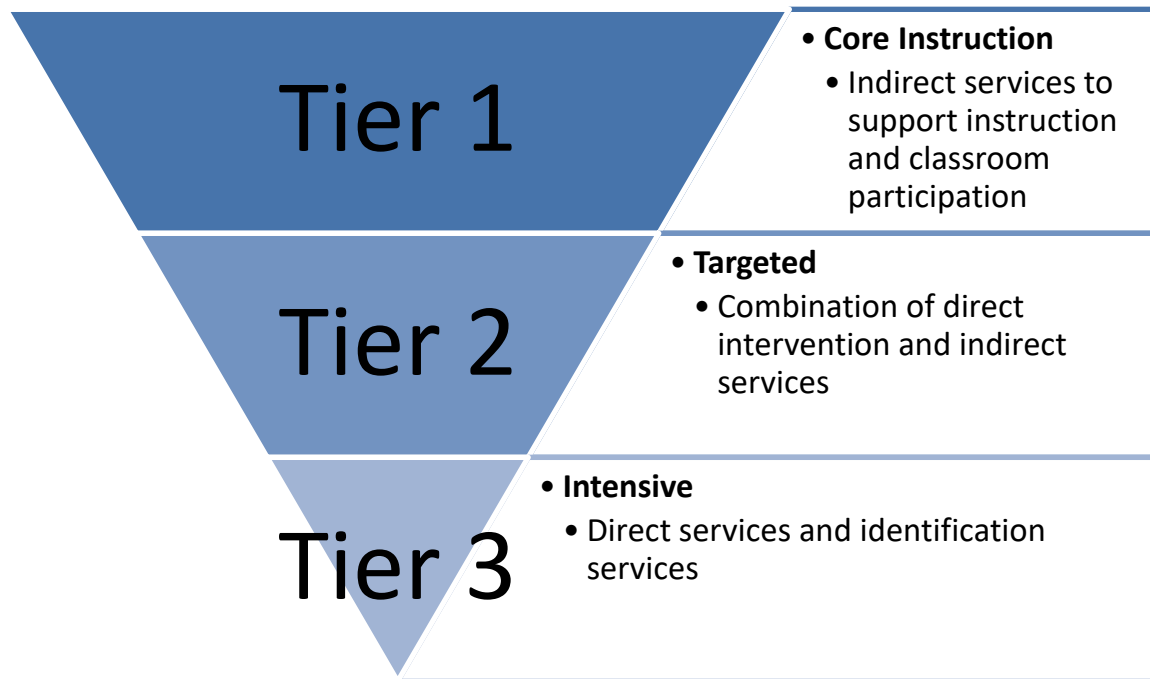 Tier 1
• Core Instruction
• Indirect services to
support instruction
and classroom
participation
Tier 2
• Targeted
• Combination of direct
intervention and indirect
services
Tier 3
• Intensive
• Direct services and identification
services